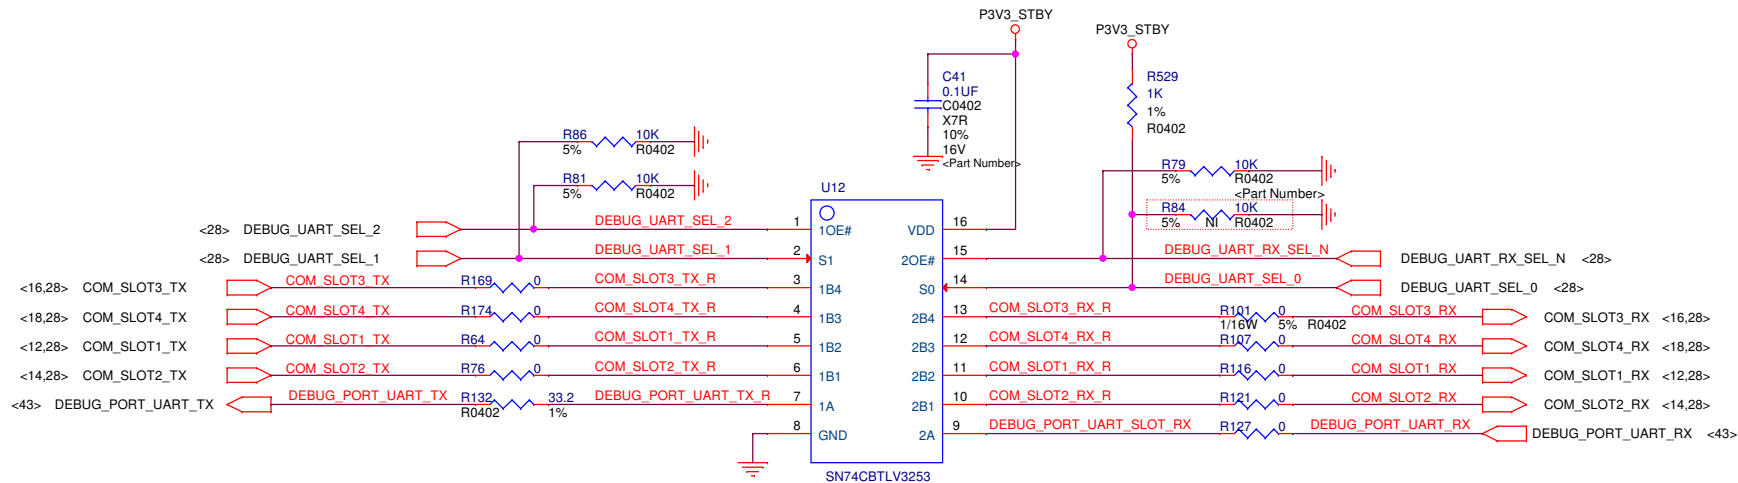 P3V3_STBY
P3V3_STBY
C41
0.1UF
C0402
X7R
10%
16V
<Part Number>
R529
1K
1%
R0402
R86 10K
5% R0402
R81 10K
5% R0402
R79 10K
5% R0402
<Part Number>
R84 10K
5% NI R0402
U12
<28> DEBUG_UART_SEL_2 DEBUG_UART_SEL_2 1 1OE# VDD 16
<28> DEBUG_UART_SEL_1 DEBUG_UART_SEL_1 2 S1 2OE# 15 DEBUG_UART_RX_SEL_N DEBUG_UART_RX_SEL_N <28>
<16,28> COM_SLOT3_TX COM_SLOT3_TX R169 0 COM_SLOT3_TX_R 3 1B4 S0 14 DEBUG_UART_SEL_0 DEBUG_UART_SEL_0 <28>
<18,28> COM_SLOT4_TX COM_SLOT4_TX R174 0 COM_SLOT4_TX_R 4 1B3 2B4 13 COM_SLOT3_RX_R R101 0 COM_SLOT3_RX COM_SLOT3_RX <16,28>
1/16W 5% R0402
<12,28> COM_SLOT1_TX COM_SLOT1_TX R64 0 COM_SLOT1_TX_R 5 1B2 2B3 12 COM_SLOT4_RX_R R107 0 COM_SLOT4_RX COM_SLOT4_RX <18,28>
<14,28> COM_SLOT2_TX COM_SLOT2_TX R76 0 COM_SLOT2_TX_R 6 1B1 2B2 11 COM_SLOT1_RX_R R116 0 COM_SLOT1_RX COM_SLOT1_RX <12,28>
<43> DEBUG_PORT_UART_TX DEBUG_PORT_UART_TX R132 33.2 DEBUG_PORT_UART_TX_R 7 1A 2B1 10 COM_SLOT2_RX_R R121 0 COM_SLOT2_RX COM_SLOT2_RX <14,28>
R0402 1%
8 GND 2A 9 DEBUG_PORT_UART_SLOT_RX R127 0 DEBUG_PORT_UART_RX DEBUG_PORT_UART_RX <43>
SN74CBTLV3253